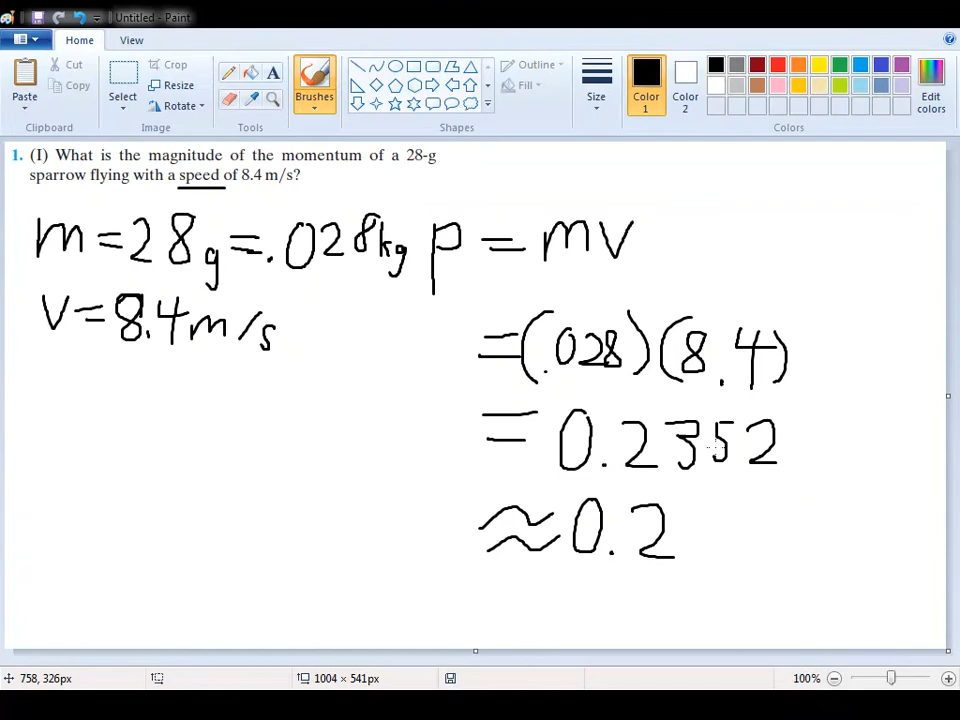 Untitled - Paint
Home View
Paste Cut Copy Clipboard
Select Crop Resize Rotate Image
Tools
Brushes
Outline Fill Shapes
Size
Color 1 Color 2 Edit colors Colors
1. (I) What is the magnitude of the momentum of a 28-g
sparrow flying with a speed of 8.4 m/s?
m=28g=.028kg p=mv
v=8.4m/s
=(.028)(8.4)
=0.2352
≈0.2
758, 326px 1004 × 541px 100%